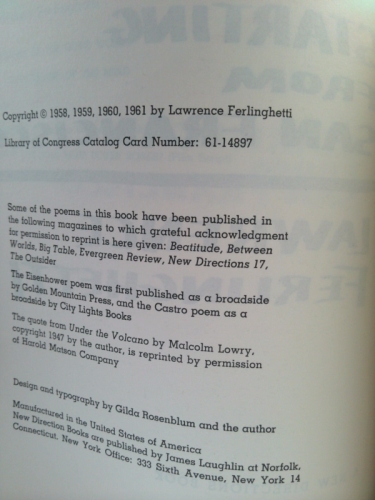 Copyright © 1958, 1959, 1960, 1961 by Lawrence Ferlinghetti
Library of Congress Catalog Card Number: 61-14897
Some of the poems in this book have been published in
the following magazines to which grateful acknowledgment
for permission to reprint is here given: Beatitude, Between
Worlds, Big Table, Evergreen Review, New Directions 17,
The Outsider
The Eisenhower poem was first published as a broadside
by Golden Mountain Press, and the Castro poem as a
broadside by City Lights Books
The quote from Under the Volcano by Malcolm Lowry,
copyright 1947 by the author, is reprinted by permission
of Harold Matson Company
Design and typography by Gilda Rosenblum and the author
Manufactured in the United States of America
New Direction Books are published by James Laughlin at Norfolk,
Connecticut. New York Office: 333 Sixth Avenue, New York 14